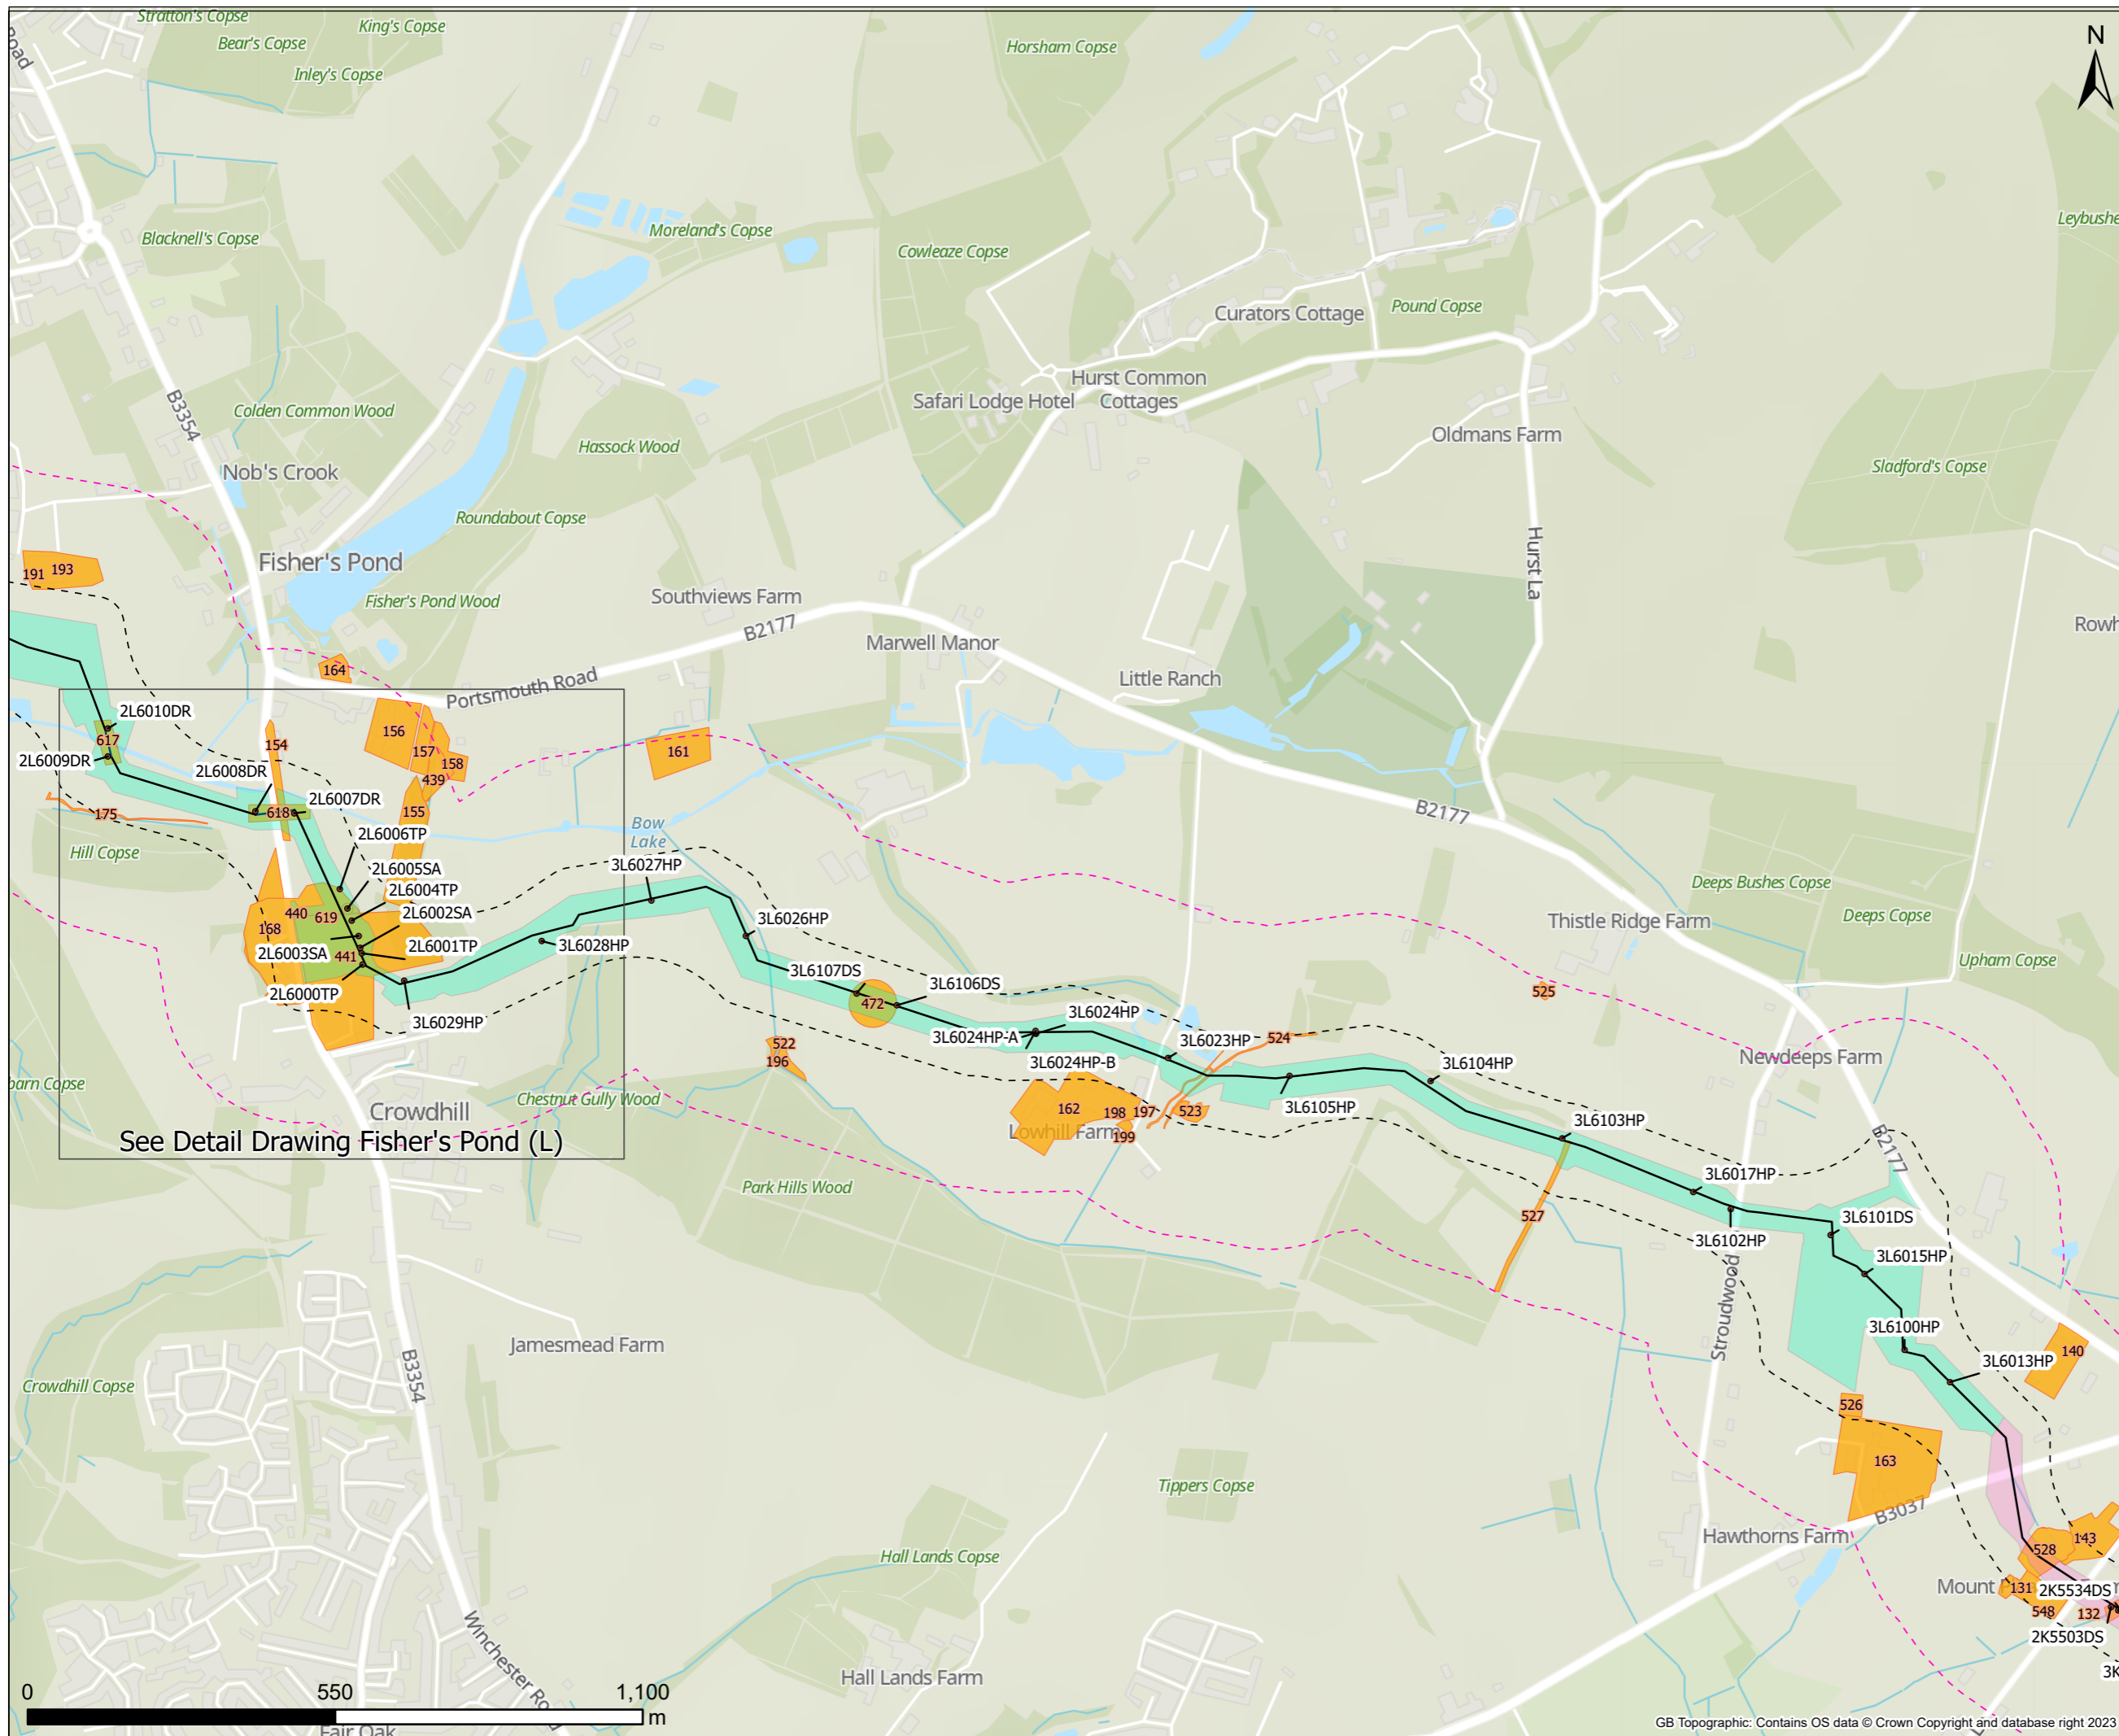 Stratton's Copse
King's Copse
Bear's Copse
Inley's Copse
Horsham Copse
N
Road
Blacknell's Copse
Moreland's Copse
Cowleaze Copse
Curators Cottage
Pound Copse
B3354
Colden Common Wood
Safari Lodge Hotel
Hurst Common
Cottages
Hassock Wood
Oldmans Farm
Sladford's Copse
Nob's Crook
Roundabout Copse
Hurst La
Fisher's Pond
191
193
Fisher's Pond Wood
Southviews Farm
B2177
Marwell Manor
164
Portsmouth Road
Little Ranch
2L6010DR
617
2L6009DR
154
156
157
158
439
161
2L6008DR
2L6007DR
618
155
175
B2177
Hill Copse
2L6006TP
Bow
Lake
3L6027HP
2L6005SA
2L6004TP
2L6002SA
440
619
168
2L6003SA
441
2L6001TP
2L6000TP
3L6029HP
3L6028HP
3L6026HP
3L6107DS
472
3L6106DS
3L6024HP
3L6024HP-A
3L6024HP-B
3L6023HP
524
Deeps Bushes Copse
Thistle Ridge Farm
Deeps Copse
Upham Copse
525
Newdeeps Farm
522
196
Chestnut Gully Wood
Crowdhill
See Detail Drawing Fisher's Pond (L)
162
198
197
523
199
Lowhill Farm
3L6105HP
3L6104HP
3L6103HP
B2177
Park Hills Wood
527
3L6017HP
3L6102HP
3L6101DS
3L6015HP
Stroudwood
3L6100HP
3L6013HP
140
Jamesmead Farm
B3354
Crowdhill Copse
526
163
B3037
Tippers Copse
Hawthorns Farm
Hall Lands Copse
528
143
Mount
131
548
132
2K5534DS
2K5503DS
3K
Winchester Road
Hall Lands Farm
Fair Oak
0
550
1,100
m
GB Topographic: Contains OS data © Crown Copyright and database right 2023